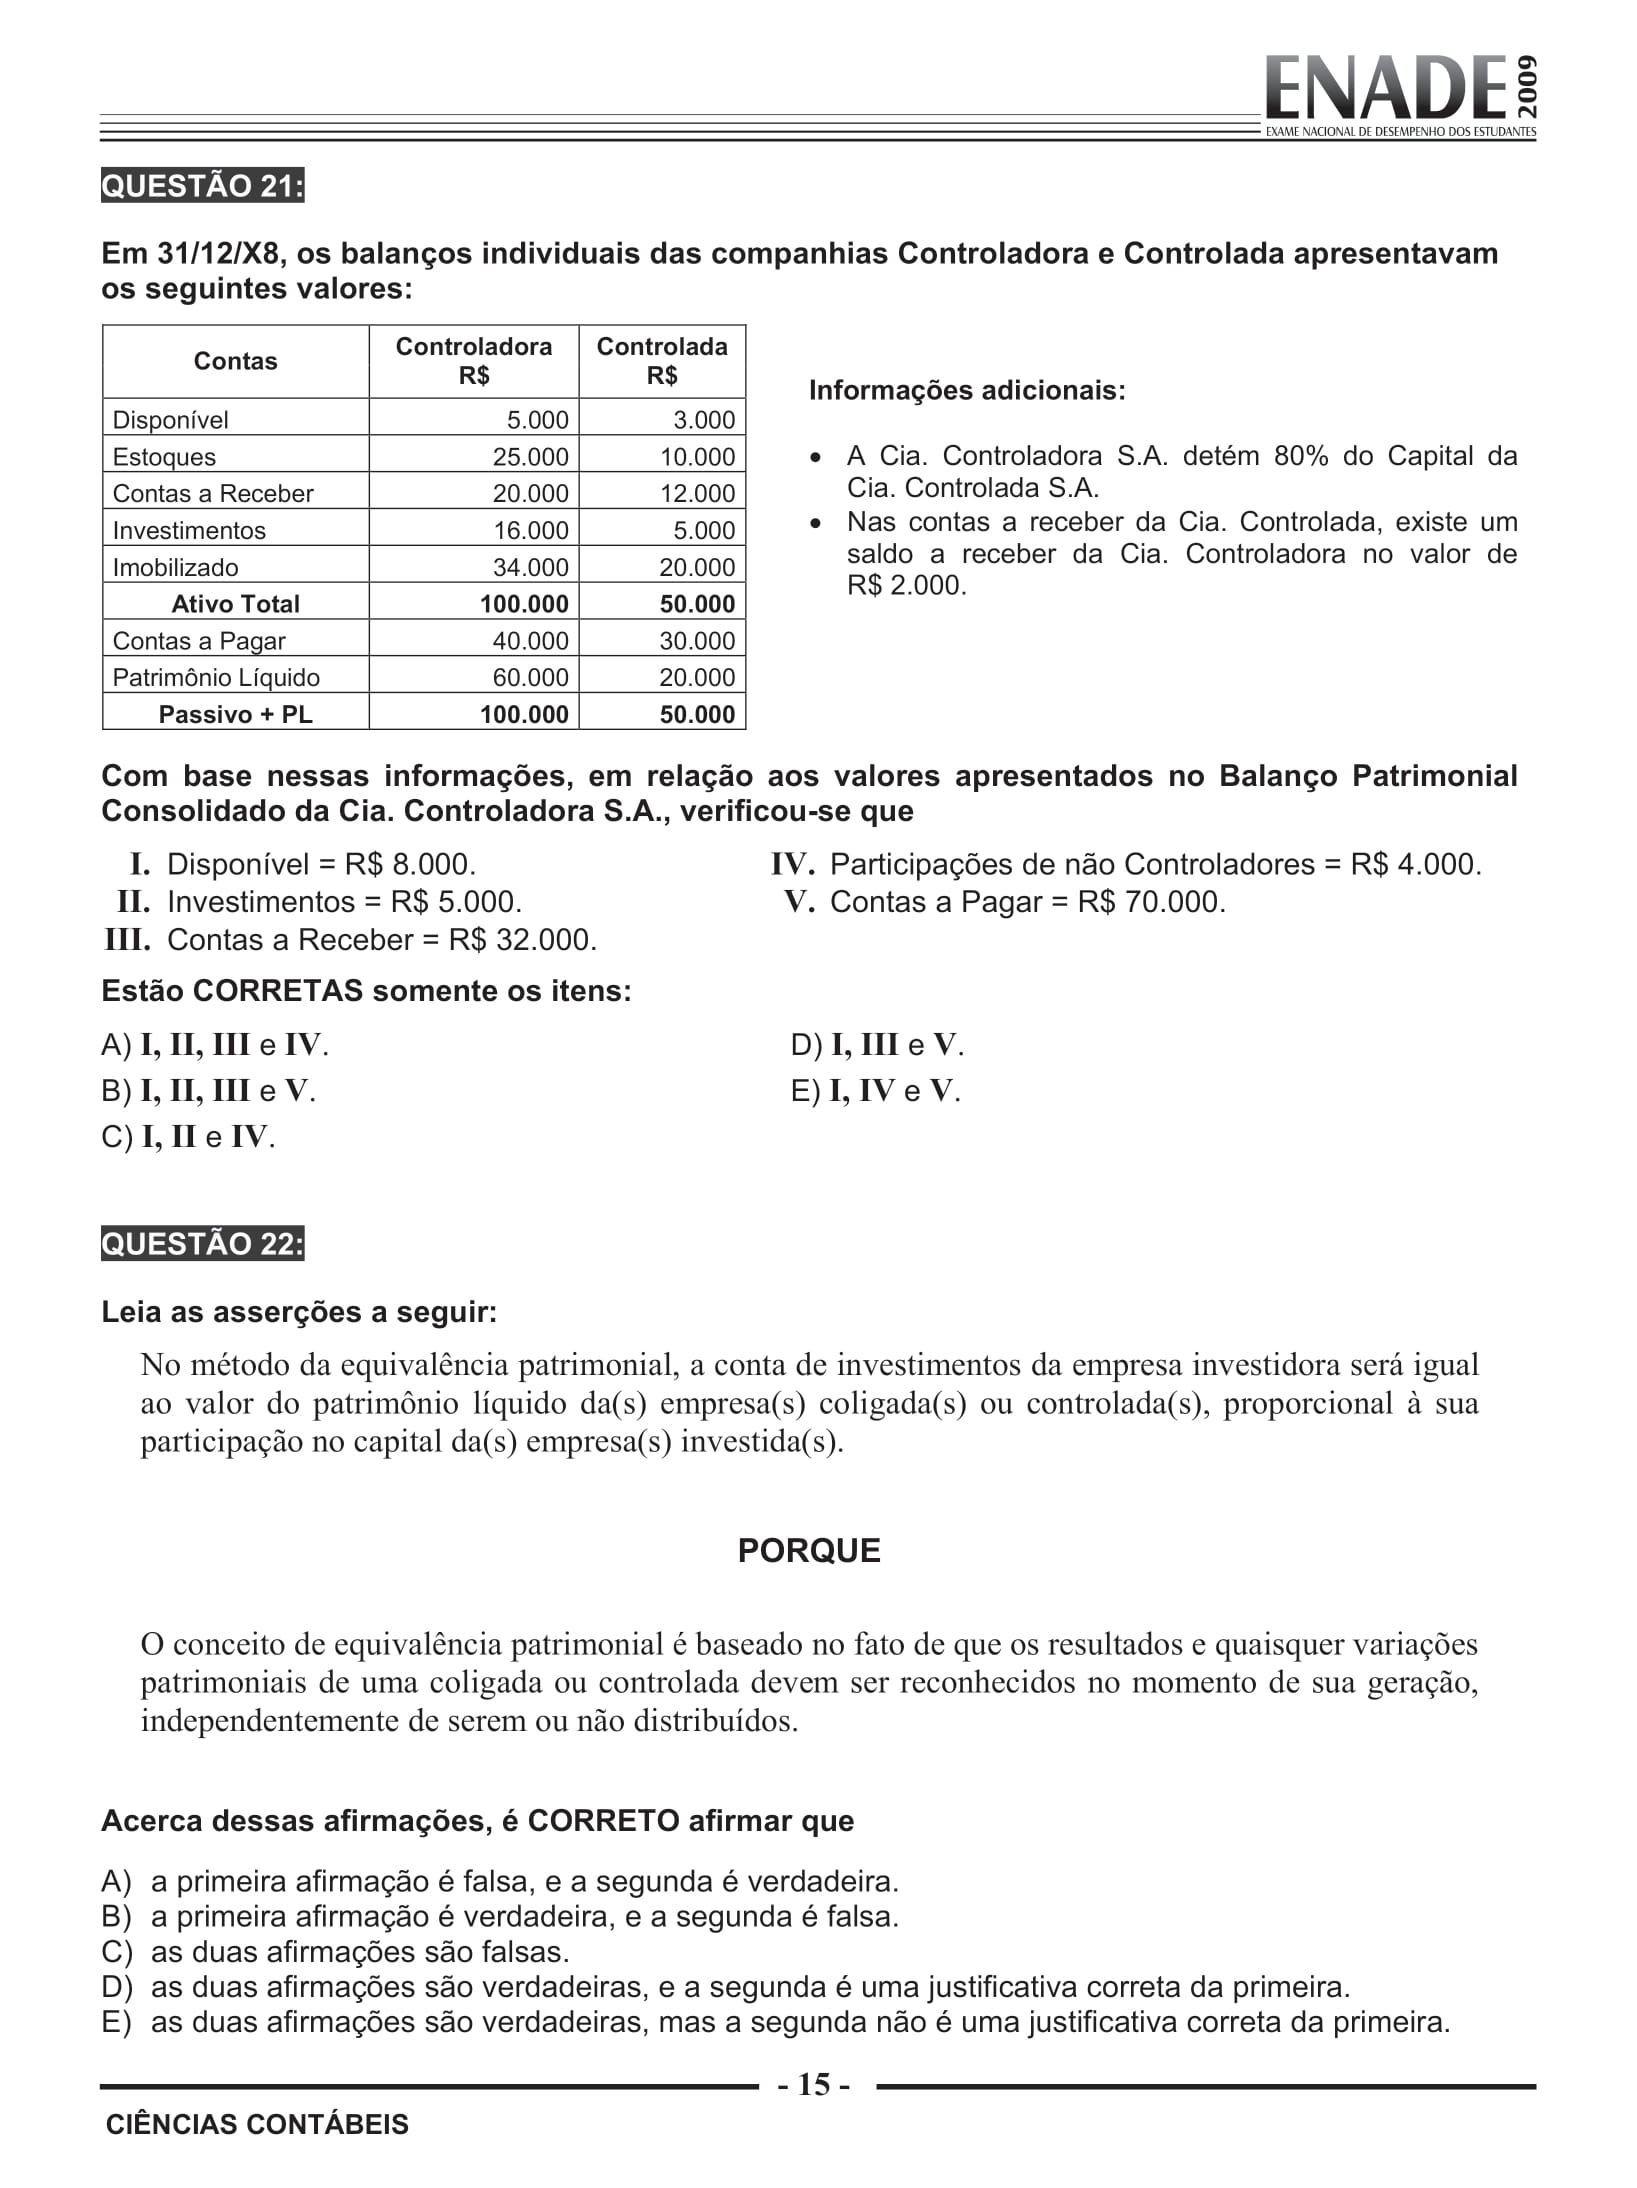 ENADE 2009
EXAME NACIONAL DE DESEMPENHO DOS ESTUDANTES
QUESTÃO 21:
Em 31/12/X8, os balanços individuais das companhias Controladora e Controlada apresentavam
os seguintes valores:
Contas Controladora R$ Controlada R$
Disponível 5.000 3.000
Estoques 25.000 10.000
Contas a Receber 20.000 12.000
Investimentos 16.000 5.000
Imobilizado 34.000 20.000
Ativo Total 100.000 50.000
Contas a Pagar 40.000 30.000
Patrimônio Líquido 60.000 20.000
Passivo + PL 100.000 50.000
Informações adicionais:
• A Cia. Controladora S.A. detém 80% do Capital da
Cia. Controlada S.A.
• Nas contas a receber da Cia. Controlada, existe um
saldo a receber da Cia. Controladora no valor de
R$ 2.000.
Com base nessas informações, em relação aos valores apresentados no Balanço Patrimonial
Consolidado da Cia. Controladora S.A., verificou-se que
I. Disponível = R$ 8.000.
II. Investimentos = R$ 5.000.
III. Contas a Receber = R$ 32.000.
IV. Participações de não Controladores = R$ 4.000.
V. Contas a Pagar = R$ 70.000.
Estão CORRETAS somente os itens:
A) I, II, III e IV.
B) I, II, III e V.
C) I, II e IV.
D) I, III e V.
E) I, IV e V.
QUESTÃO 22:
Leia as asserções a seguir:
No método da equivalência patrimonial, a conta de investimentos da empresa investidora será igual
ao valor do patrimônio líquido da(s) empresa(s) coligada(s) ou controlada(s), proporcional à sua
participação no capital da(s) empresa(s) investida(s).
PORQUE
O conceito de equivalência patrimonial é baseado no fato de que os resultados e quaisquer variações
patrimoniais de uma coligada ou controlada devem ser reconhecidos no momento de sua geração,
independentemente de serem ou não distribuídos.
Acerca dessas afirmações, é CORRETO afirmar que
A) a primeira afirmação é falsa, e a segunda é verdadeira.
B) a primeira afirmação é verdadeira, e a segunda é falsa.
C) as duas afirmações são falsas.
D) as duas afirmações são verdadeiras, e a segunda é uma justificativa correta da primeira.
E) as duas afirmações são verdadeiras, mas a segunda não é uma justificativa correta da primeira.
- 15 -
CIÊNCIAS CONTÁBEIS